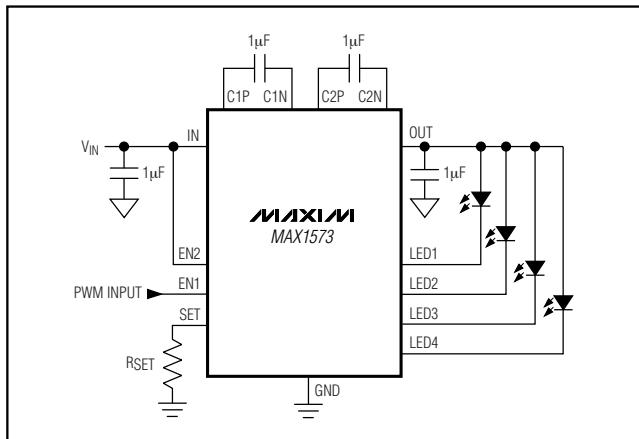 1µF 1µF
C1P C1N C2P C2N
IN OUT
VIN
1µF 1µF
MAXIM
MAX1573
EN2 LED1
PWM INPUT EN1 LED2
SET LED3
LED4
RSET
GND